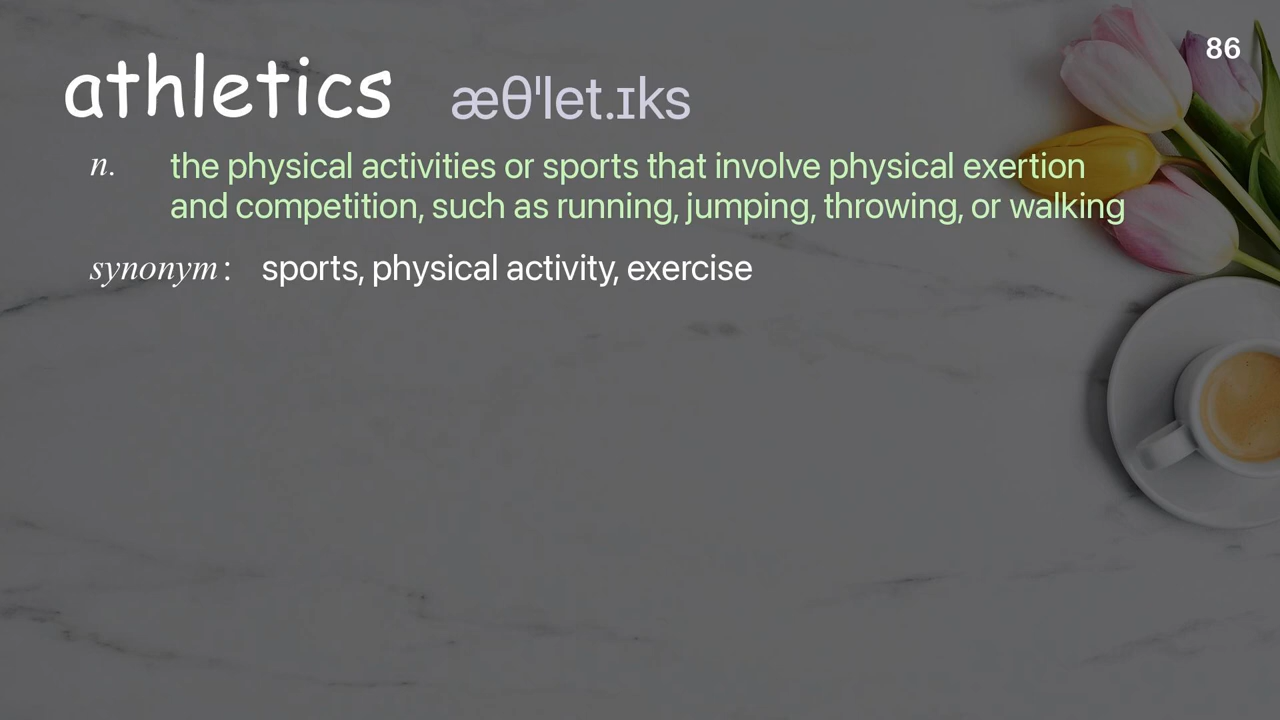 86
athletics æθˈlet.ɪks
n. the physical activities or sports that involve physical exertion
and competition, such as running, jumping, throwing, or walking
synonym: sports, physical activity, exercise